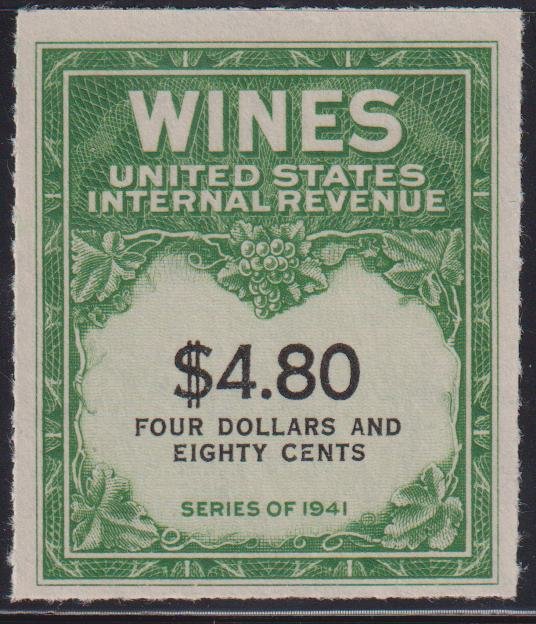 WINES
UNITED STATES
INTERNAL REVENUE
$4.80
FOUR DOLLARS AND
EIGHTY CENTS
SERIES OF 1941